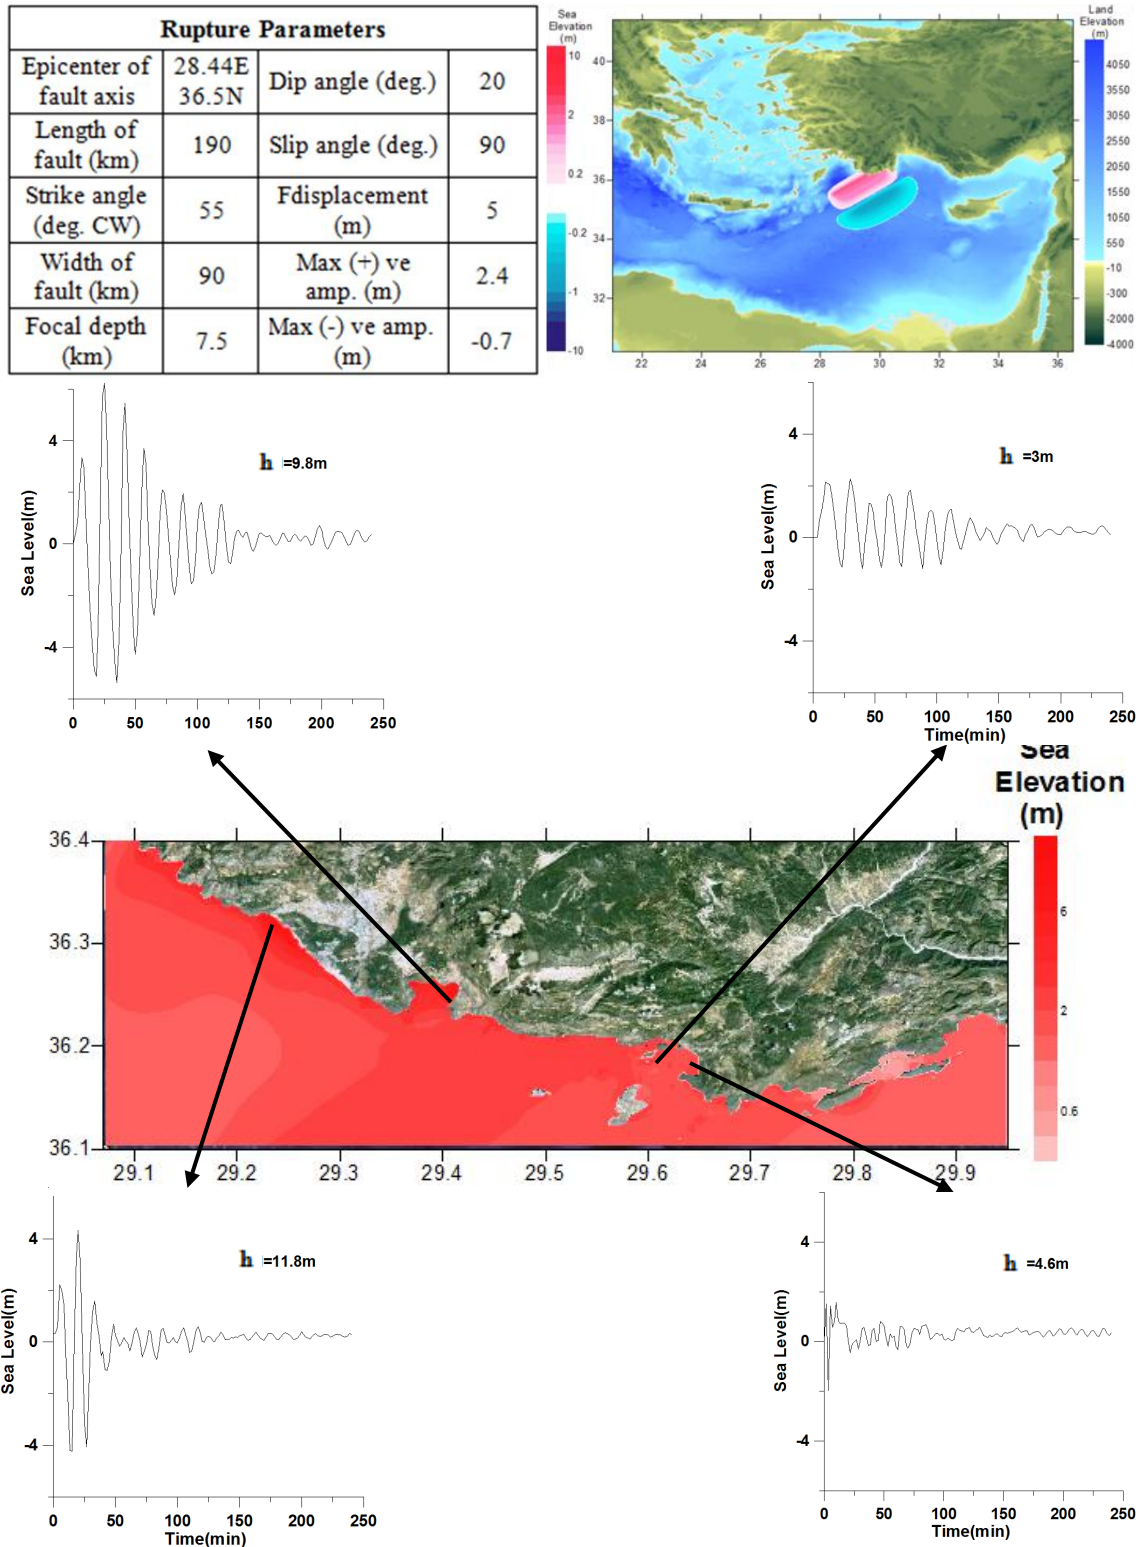 Rupture Parameters
Epicenter of fault axis
28.44E 36.5N
Dip angle (deg.)
20
Length of fault (km)
190
Slip angle (deg.)
90
Strike angle (deg. CW)
55
Fdisplacement (m)
5
Width of fault (km)
90
Max (+) ve amp. (m)
2.4
Focal depth (km)
7.5
Max (-) ve amp. (m)
-0.7
Sea
Elevation
(m)
10
2
0.2
-0.2
-1
-10
40
38
36
34
32
22 24 26 28 30 32 34 36
Land
Elevation
(m)
4050
3550
3050
2550
2050
1550
1050
550
-10
-300
-2000
-4000
Sea Level(m)
4
0
-4
h =9.8m
0 50 100 150 200 250
Sea Level(m)
4
0
-4
h =3m
0 50 100 150 200 250
Time(min)
Sea
Elevation
(m)
6
2
0.6
36.4
36.3
36.2
36.1
29.1 29.2 29.3 29.4 29.5 29.6 29.7 29.8 29.9
Sea Level(m)
4
0
-4
h =11.8m
0 50 100 150 200 250
Time(min)
Sea Level(m)
4
0
-4
h =4.6m
0 50 100 150 200 250
Time(min)